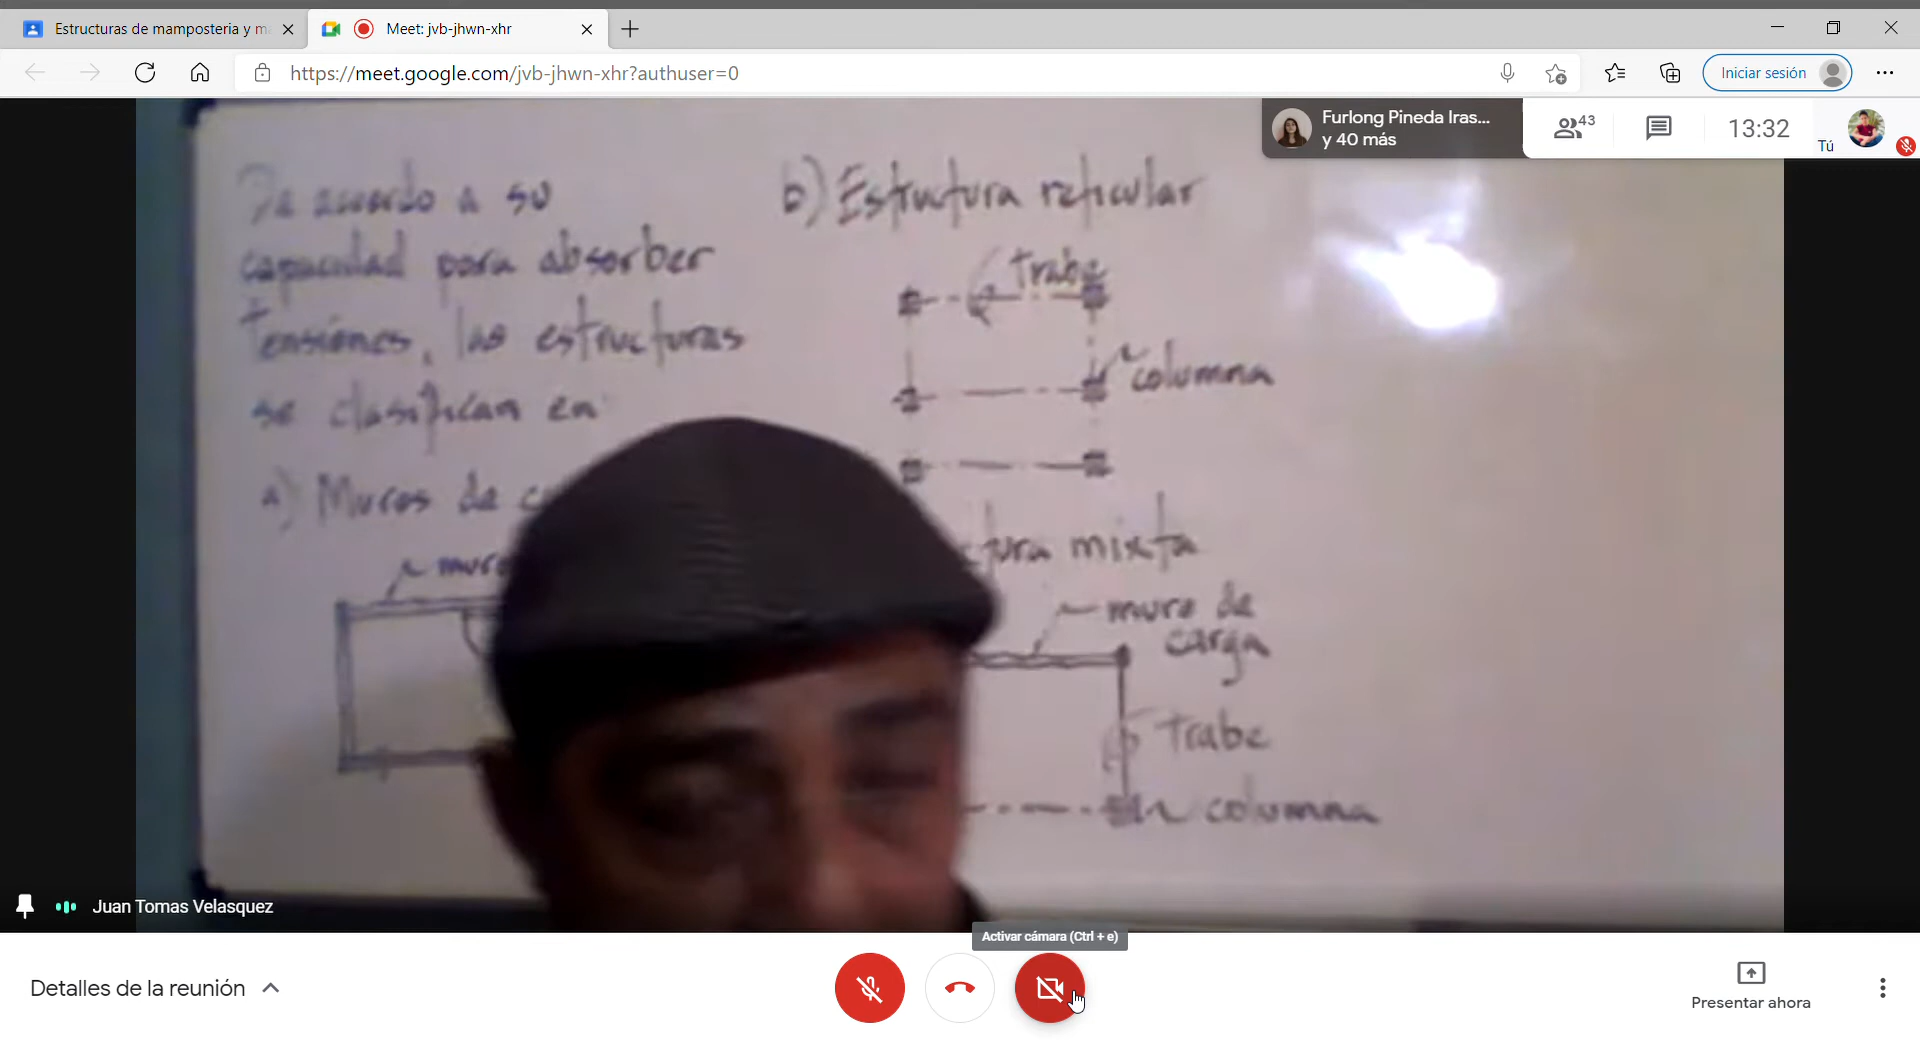 Estructuras de mamposteria y m
Meet: jvb-jhwn-xhr
https://meet.google.com/jvb-jhwn-xhr?authuser=0
Iniciar sesión
Furlong Pineda Iras...
y 40 más
43
13:32
Tú
De acuerdo a su
capacidad para absorber
tensiones, las estructuras
se clasifican en
a) Muros de c
muro
b) Estructura reticular
trabe
columna
tura mixta
muro de
carga
trabe
columna
Juan Tomas Velasquez
Activar cámara (Ctrl + e)
Detalles de la reunión
Presentar ahora